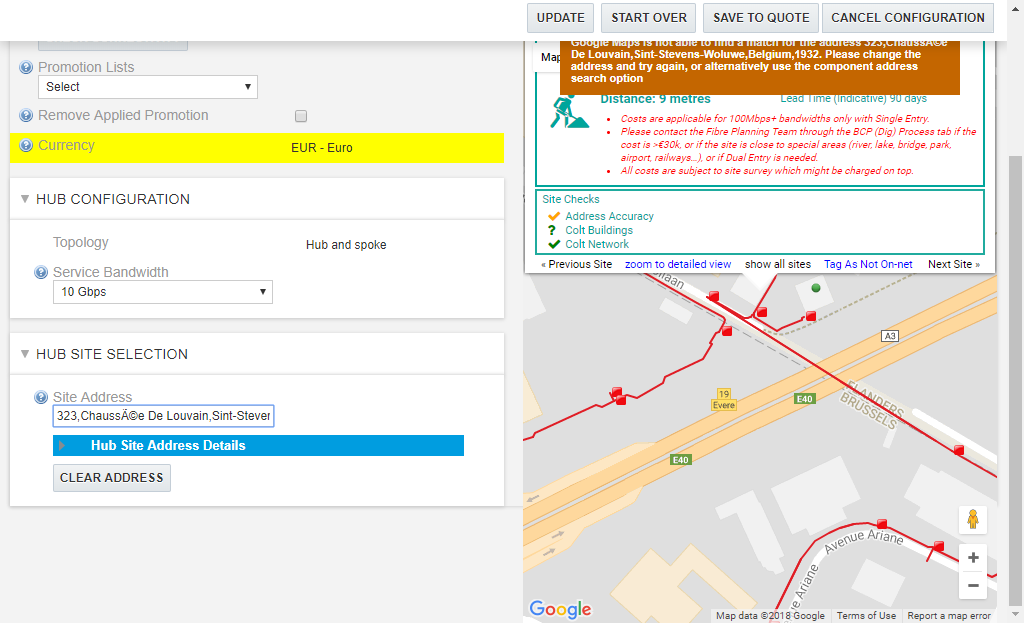 UPDATE
START OVER
SAVE TO QUOTE
CANCEL CONFIGURATION
Promotion Lists
Select
Remove Applied Promotion
Currency
EUR - Euro
HUB CONFIGURATION
Topology
Hub and spoke
Service Bandwidth
10 Gbps
HUB SITE SELECTION
Site Address
323,ChaussÃ©e De Louvain,Sint-Stever
Hub Site Address Details
CLEAR ADDRESS
Map
Google Maps is not able to find a match for the address 323,ChaussÃ©e
De Louvain,Sint-Stevens-Woluwe,Belgium,1932. Please change the
address and try again, or alternatively use the component address
search option
Distance: 9 metres
Lead Time (Indicative) 90 days
Costs are applicable for 100Mbps+ bandwidths only with Single Entry.
Please contact the Fibre Planning Team through the BCP (Dig) Process tab if the
cost is >€30k, or if the site is close to special areas (river, lake, bridge, park,
airport, railways...), or if Dual Entry is needed.
All costs are subject to site survey which might be charged on top.
Site Checks
Address Accuracy
? Colt Buildings
Colt Network
« Previous Site
zoom to detailed view
show all sites
Tag As Not On-net
Next Site »
A3
19
Evere
E40
FLANDERS
BRUSSELS
E40
Avenue Ariane
Google
Map data ©2018 Google
Terms of Use
Report a map error